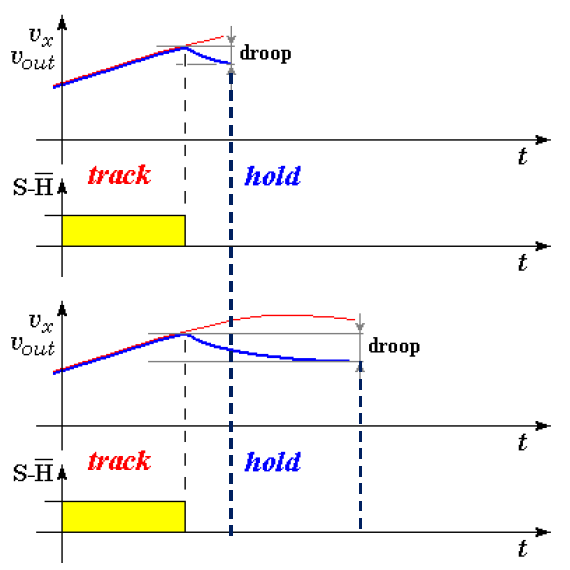 v_x
v_out
droop
t
track hold
S-H̅
t
v_x
v_out
droop
t
track hold
S-H̅
t